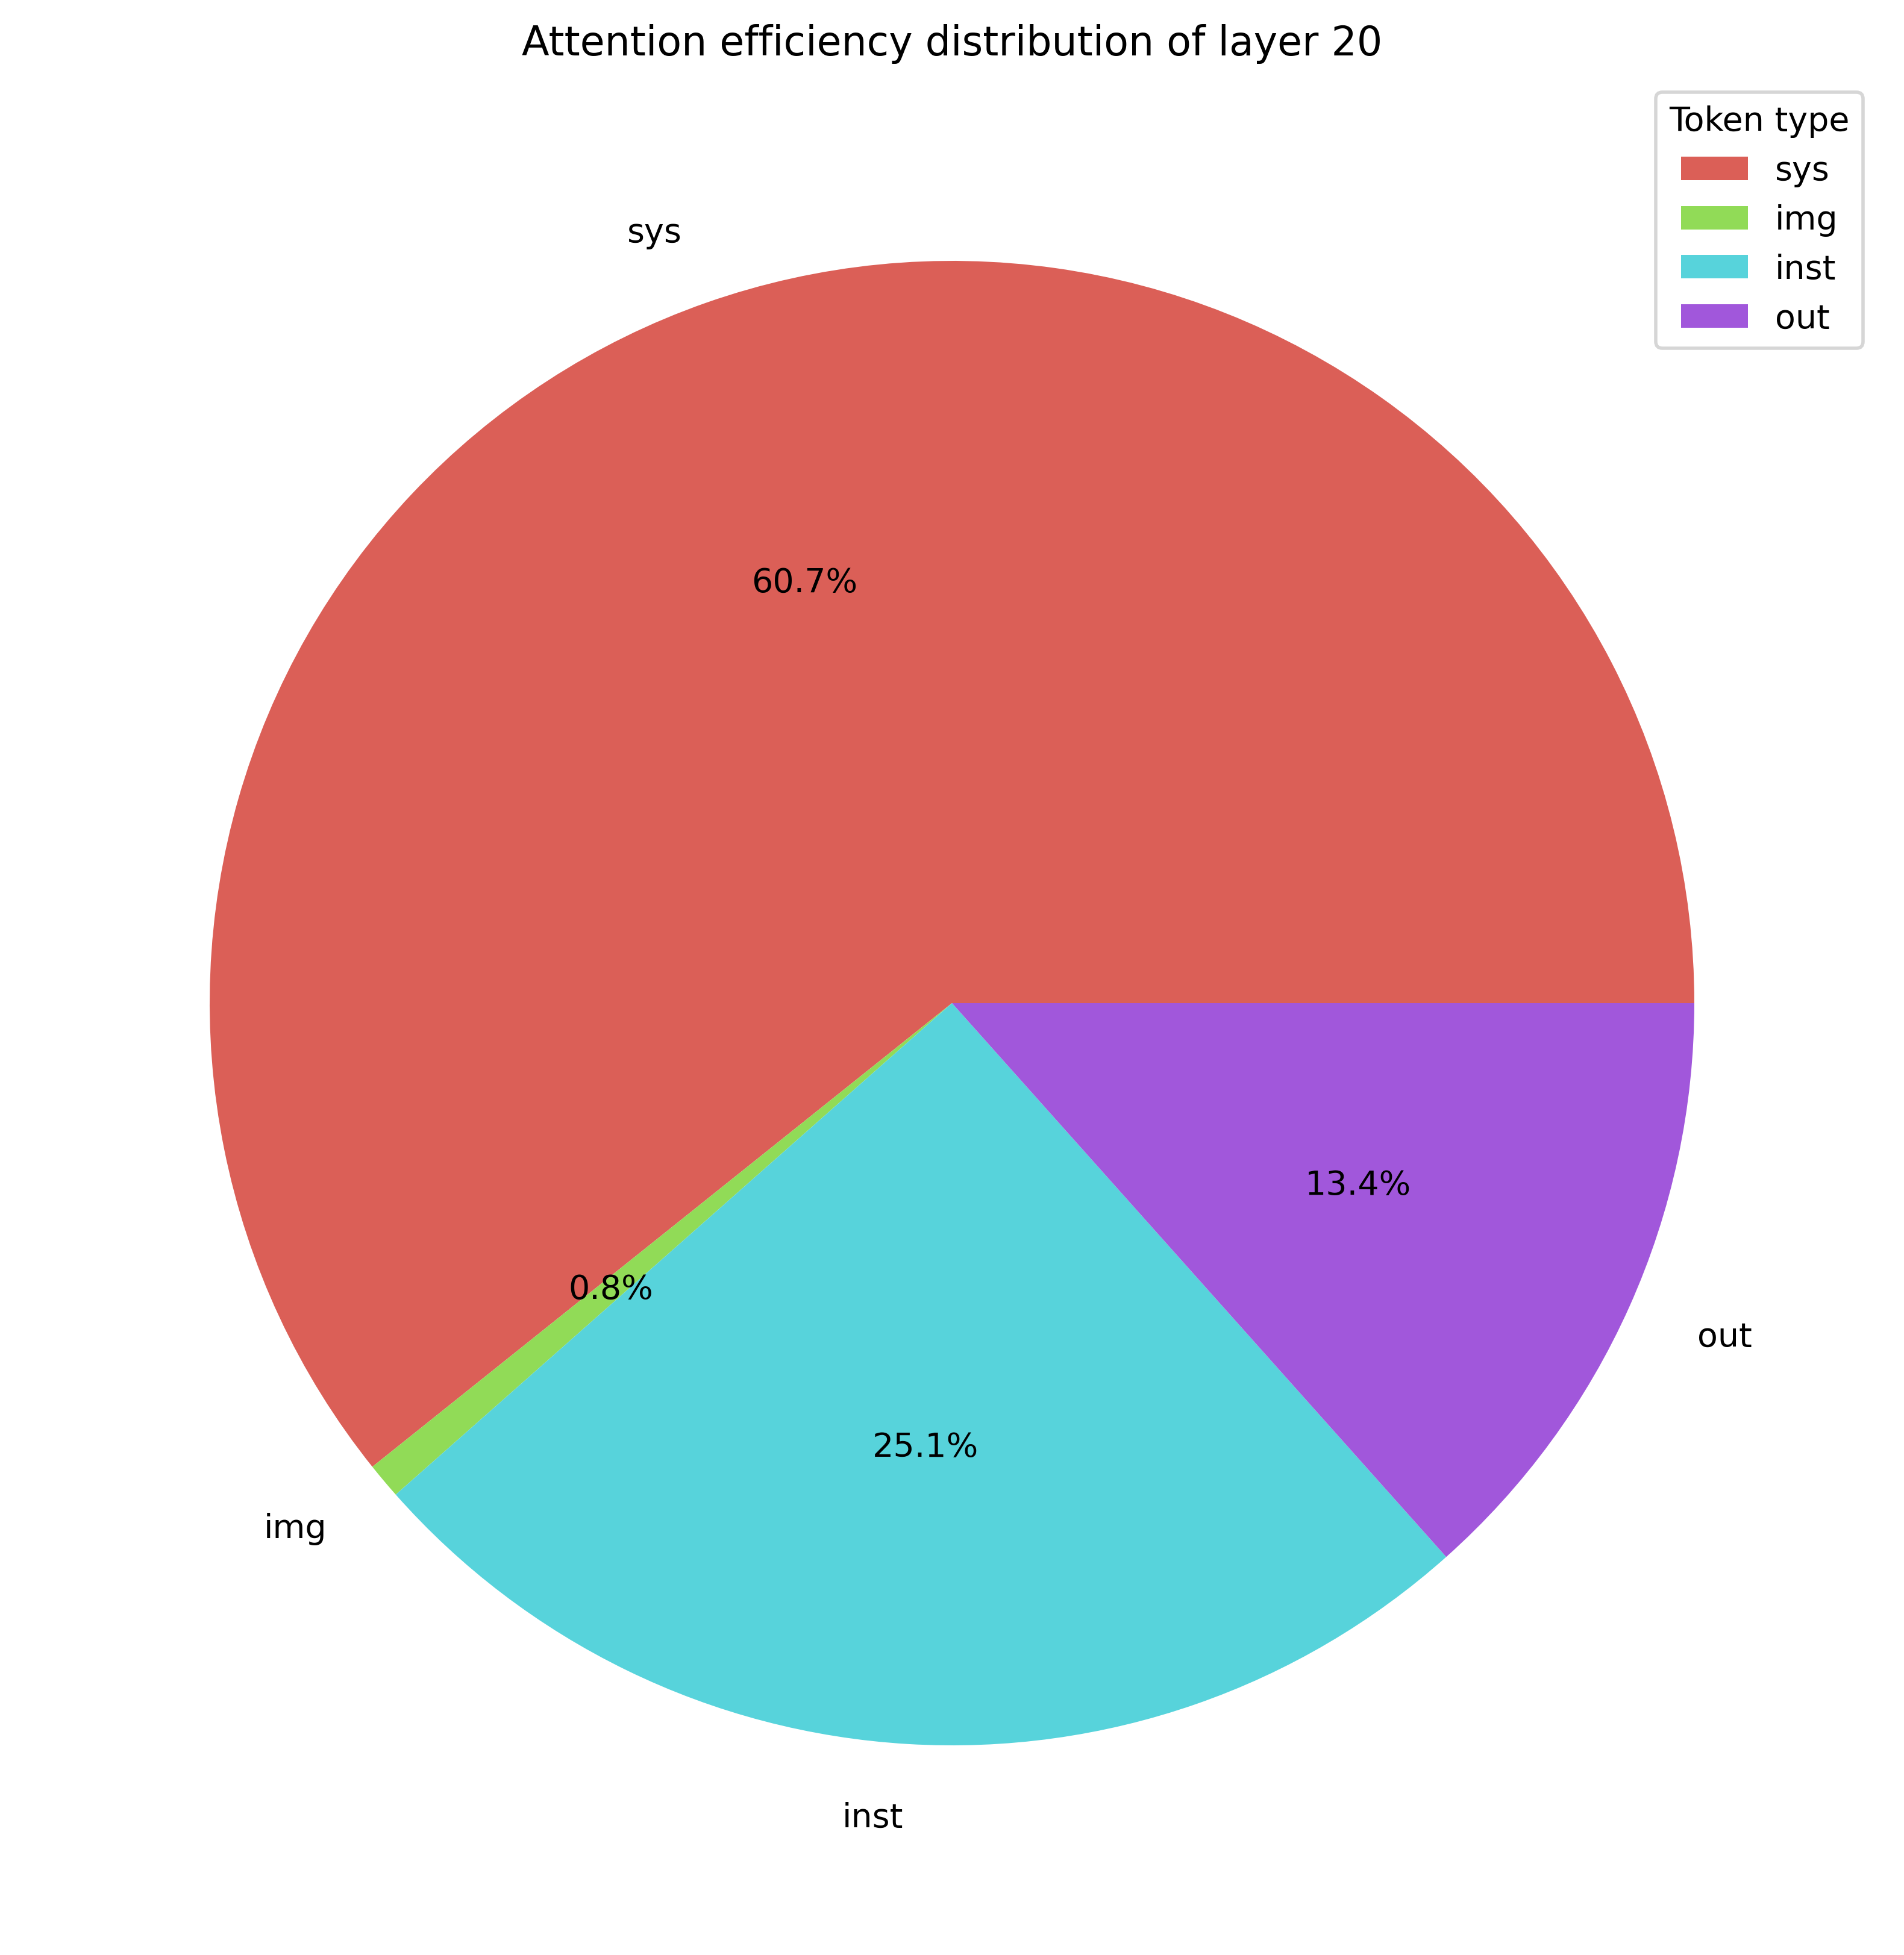 Attention efficiency distribution of layer 20
Token type
sys
img
inst
out
sys
60.7%
13.4%
0.8%
out
25.1%
img
inst